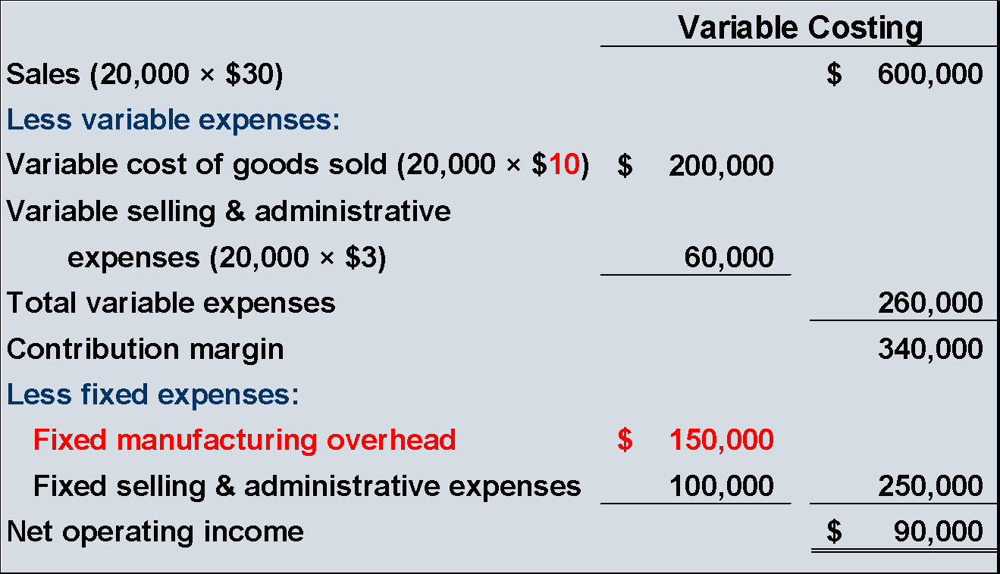 Variable Costing
Sales (20,000 × $30) $ 600,000
Less variable expenses:
Variable cost of goods sold (20,000 × $10) $ 200,000
Variable selling & administrative
expenses (20,000 × $3) 60,000
Total variable expenses 260,000
Contribution margin 340,000
Less fixed expenses:
Fixed manufacturing overhead $ 150,000
Fixed selling & administrative expenses 100,000 250,000
Net operating income $ 90,000